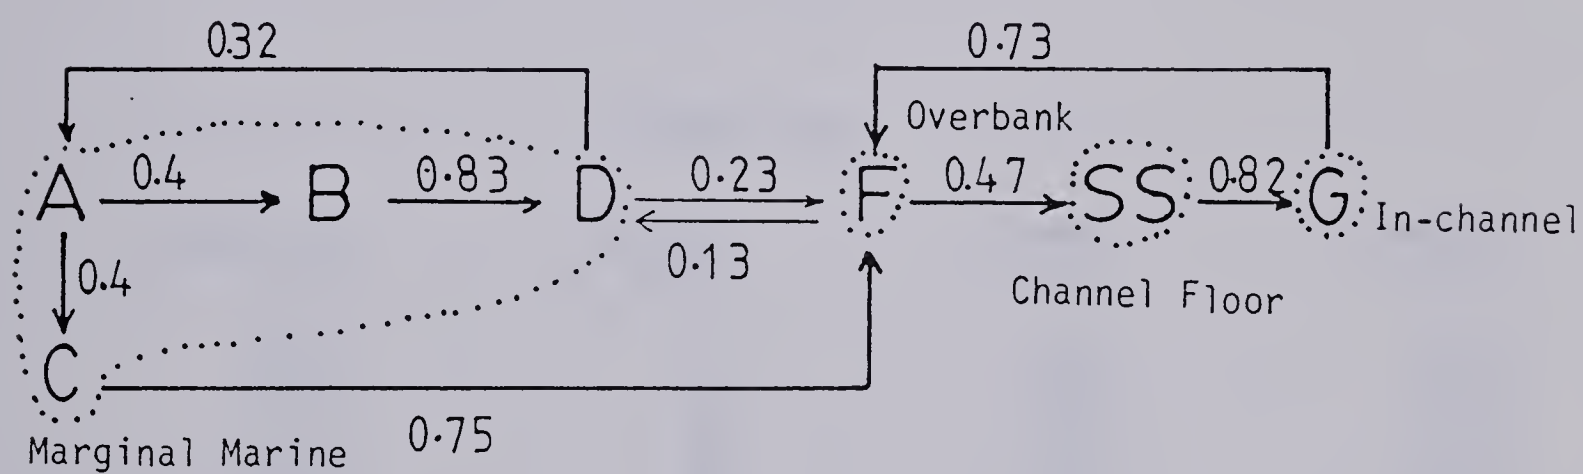 0.32
0.73
Overbank
A
0.4
B
0.83
D
0.23
F
0.47
SS
0.82
G
In-channel
0.13
0.4
Channel Floor
C
0.75
Marginal Marine